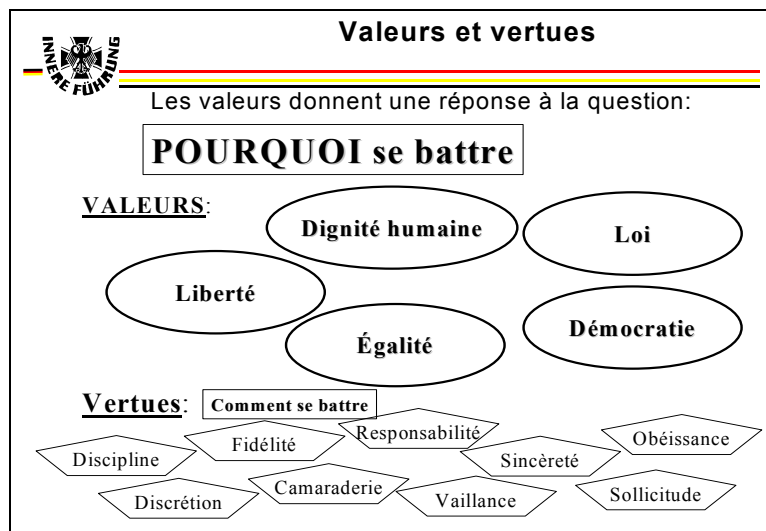 Valeurs et vertues
INNERE FÜHRUNG
Les valeurs donnent une réponse à la question:
POURQUOI se battre
VALEURS:
Dignité humaine
Loi
Liberté
Égalité
Démocratie
Vertues: Comment se battre
Discipline
Fidélité
Responsabilité
Sincèreté
Obéissance
Discrétion
Camaraderie
Vaillance
Sollicitude